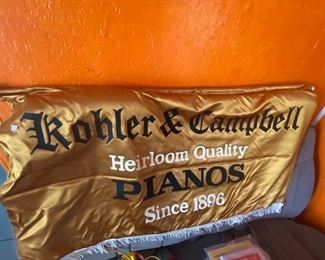 Kohler & Campbell
Heirloom Quality
PIANOS
Since 1896